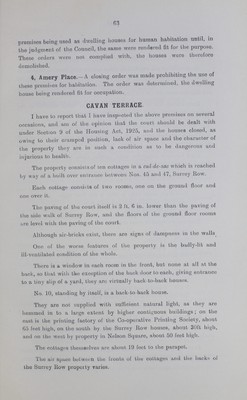 63
premises being used as dwelling houses for human habitation until, in
the judgment of the Council, the same were rendered fit for the purpose.
These orders were not complied with, the houses were therefore
demolished.
4. Amery Place.—A closing order was made prohibiting the use of
these premises for habitation. The order was determined, the dwelling
house being rendered fit for occupation.
CAVAN TERRACE.
I have to report that I have inspected the above premises on several
occasions, and am of the opinion that the court should be dealt with
under Section 9 of the Housing Act, 1925, and the houses closed, as
owing to their cramped position, lack of air space and the character of
the property they are in such a condition as to be dangerous and
injurious to health.
The property consists of ten cottages in a cul de sac which is reached
by way of a built over entrance between Nos. 45 and 47, Surrey Row.
Each cottage consists of two rooms, one on the ground floor and
one over it.
The paving of the court itself is 3 ft. 6 in. lower than the paving of
the side walk of Surrey Row, and the floors of the ground floor rooms
are level with the paving of the court.
Although air-bricks exist, there are signs of dampness in the walls.
One of the worse features of the property is the badly-lit and
ill-ventilated condition of the whole.
There is a window in each room in the front, but none at all at the
back, so that with the exception of the back door to each, giving entrance
to a tiny slip of a yard, they are virtually back-to-back houses.
No. 10, standing by itself, is a back-to-back house.
They are not supplied with sufficient natural light, as they are
hemmed in to a large extent by higher contiguous buildings; on the
east is the printing factory of the Co-operative Printing Society, about
65 feet high, on the south by the Surrey Row houses, about 20ft. high,
and on the west by property in Nelson Square, about 50 feet high.
The cottages themselves are about 19 feet to the parapet.
The air space between the fronts of the cottages and the backs of
the Surrey Row property varies.